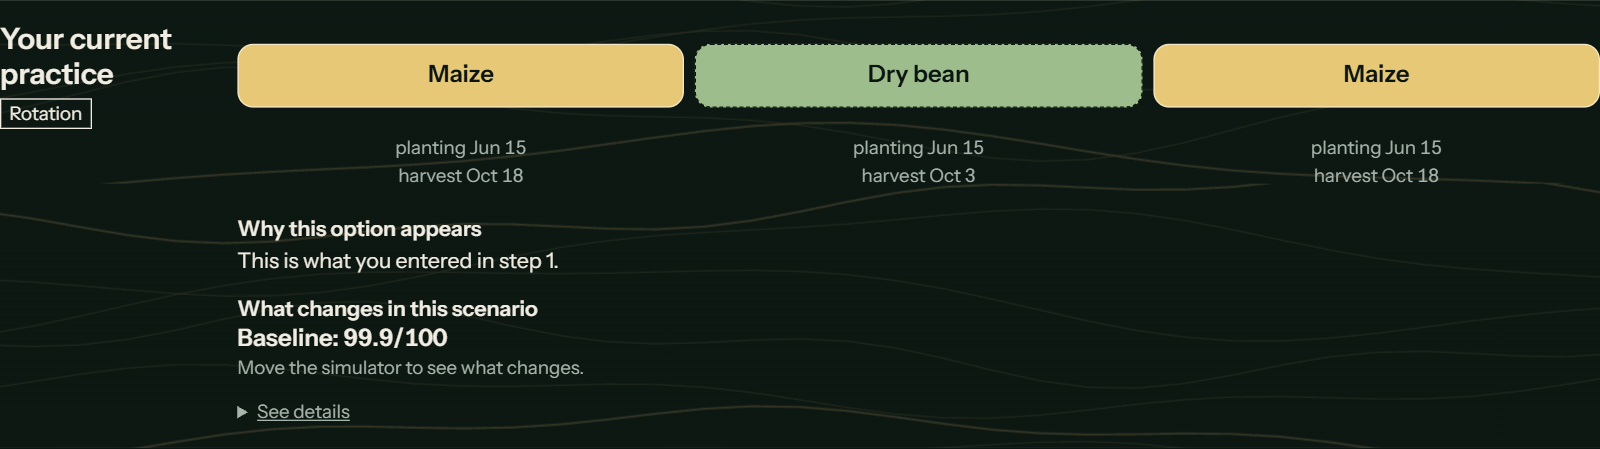 Your current
practice
Rotation
Maize
Dry bean
Maize
planting Jun 15
harvest Oct 18
planting Jun 15
harvest Oct 3
planting Jun 15
harvest Oct 18
Why this option appears
This is what you entered in step 1.
What changes in this scenario
Baseline: 99.9/100
Move the simulator to see what changes.
See details